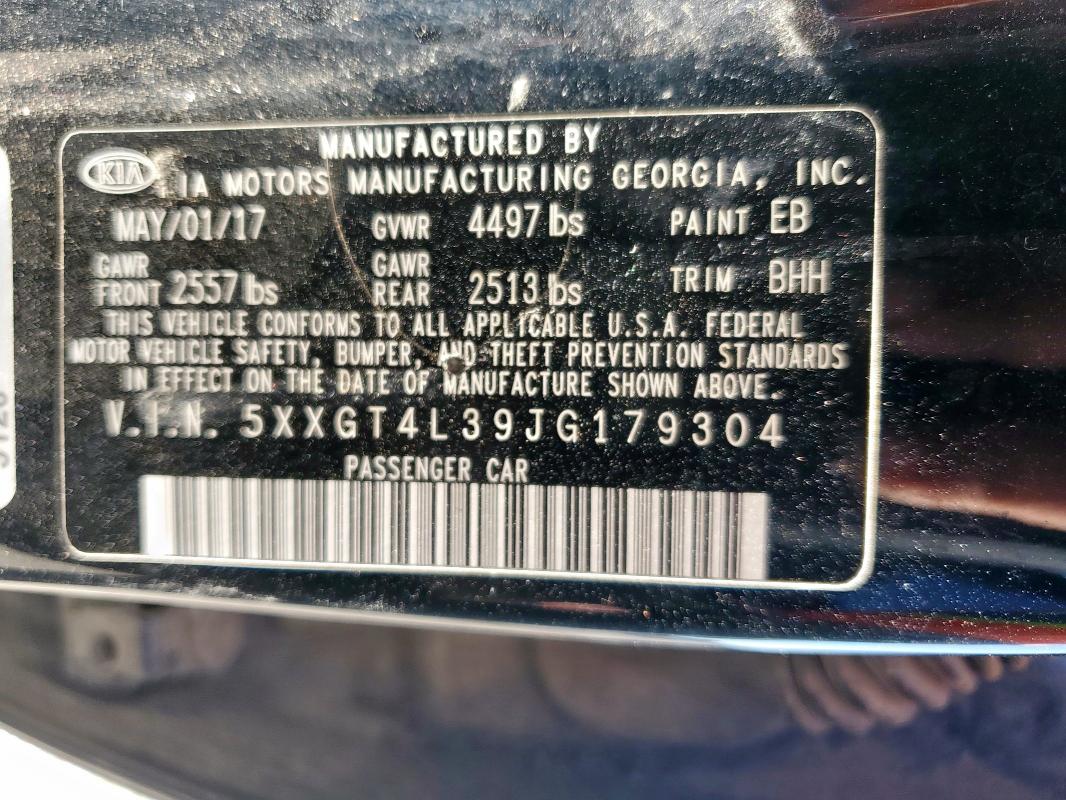 MANUFACTURED BY
KIA
IA MOTORS MANUFACTURING GEORGIA, INC.
MAY/01/17 GVWR 4497 lbs PAINT EB
GAWR FRONT 2557 lbs GAWR REAR 2513 lbs TRIM BHH
THIS VEHICLE CONFORMS TO ALL APPLICABLE U.S.A. FEDERAL
MOTOR VEHICLE SAFETY, BUMPER, AND THEFT PREVENTION STANDARDS
IN EFFECT ON THE DATE OF MANUFACTURE SHOWN ABOVE.
V.I.N. 5XXGT4L39JG179304
PASSENGER CAR